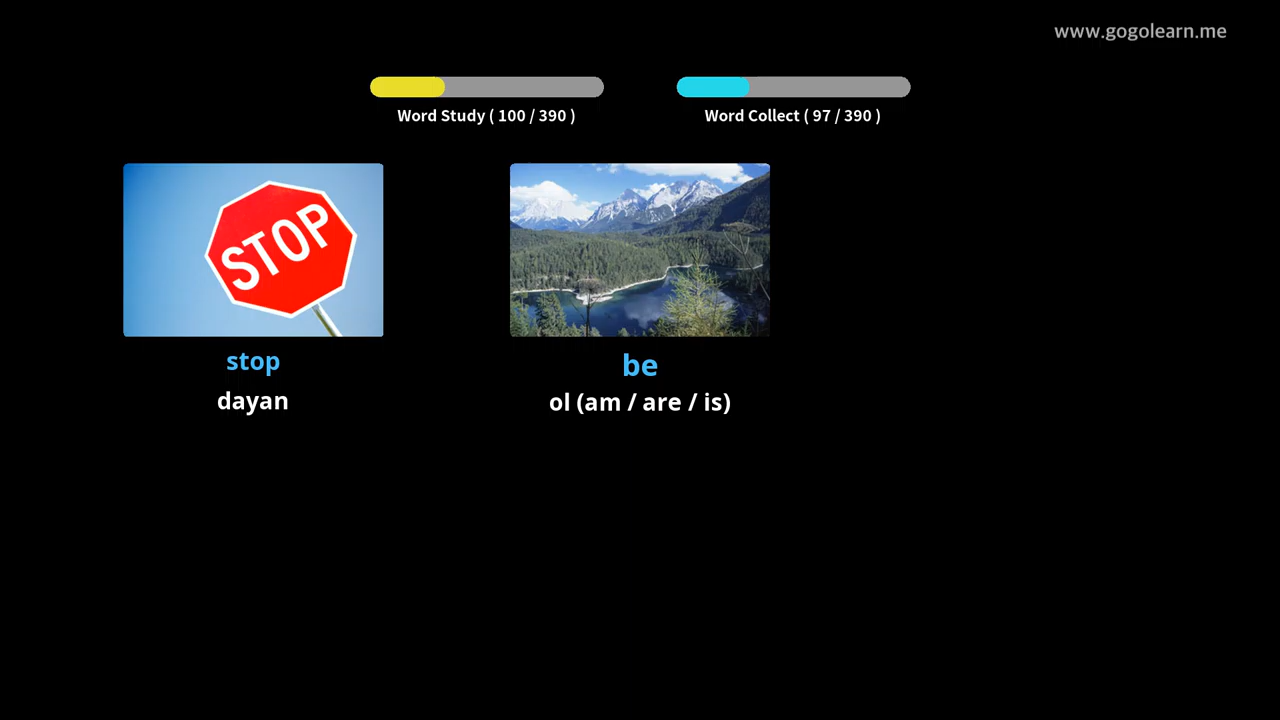 www.gogolearn.me
Word Study ( 100 / 390 )
Word Collect ( 97 / 390 )
STOP
stop
dayan
be
ol (am / are / is)